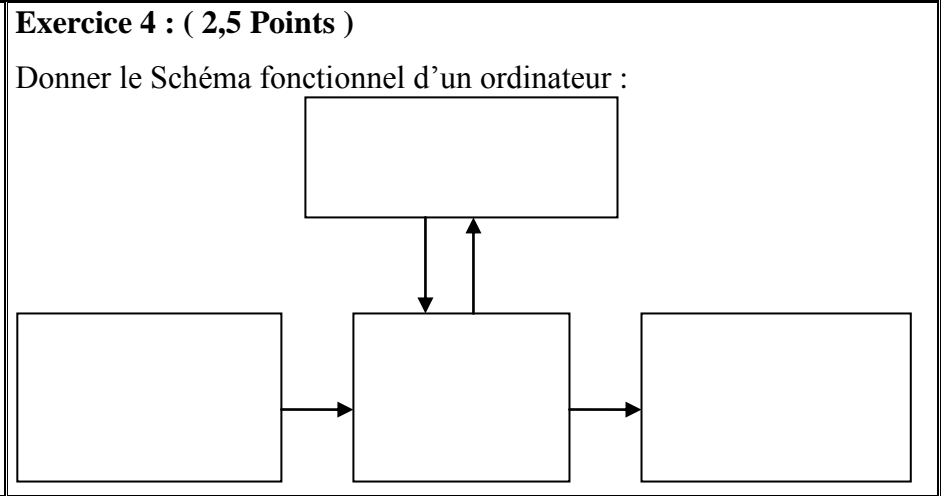 Exercice 4 : ( 2,5 Points )
Donner le Schéma fonctionnel d’un ordinateur :